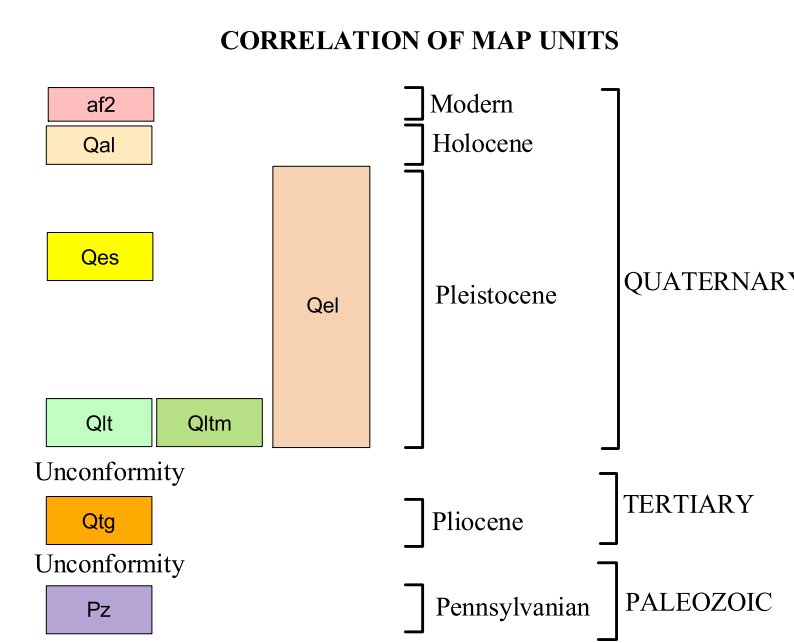 CORRELATION OF MAP UNITS
af2
Modern
Qal
Holocene
Qes
Qel
Pleistocene
QUATERNARY
Qlt
Qltm
Unconformity
Qtg
Pliocene
TERTIARY
Unconformity
Pz
Pennsylvanian
PALEOZOIC